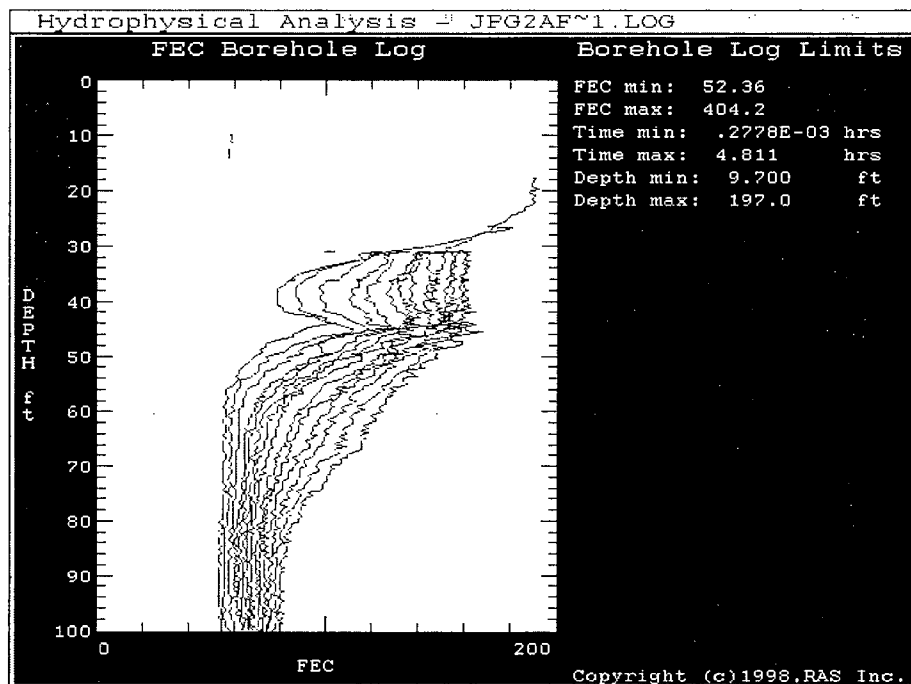 Hydrophysical Analysis - JPG2AF~1.LOG
FEC Borehole Log
Borehole Log Limits
FEC min: 52.36
FEC max: 404.2
Time min: .2778E-03 hrs
Time max: 4.811 hrs
Depth min: 9.700 ft
Depth max: 197.0 ft
0
10
20
30
40
50
60
70
80
90
100
DEPTH ft
0
200
FEC
Copyright (c)1998.RAS Inc.